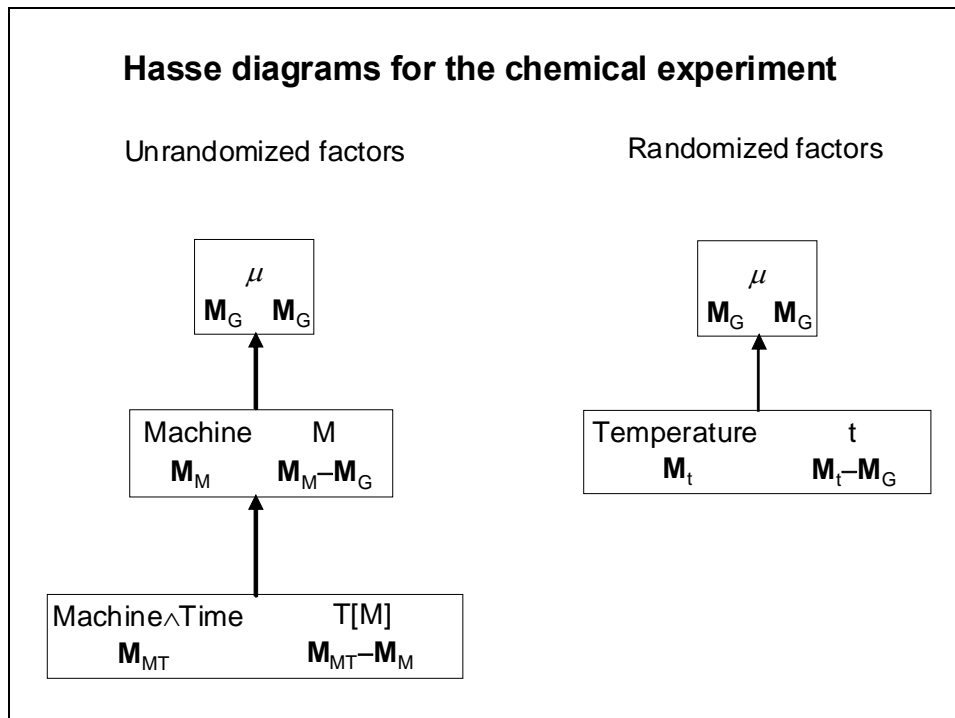 Hasse diagrams for the chemical experiment
Unrandomized factors
μ
M_G M_G
Machine M
M_M M_M–M_G
Machine∧Time T[M]
M_MT M_MT–M_M
Randomized factors
μ
M_G M_G
Temperature t
M_t M_t–M_G